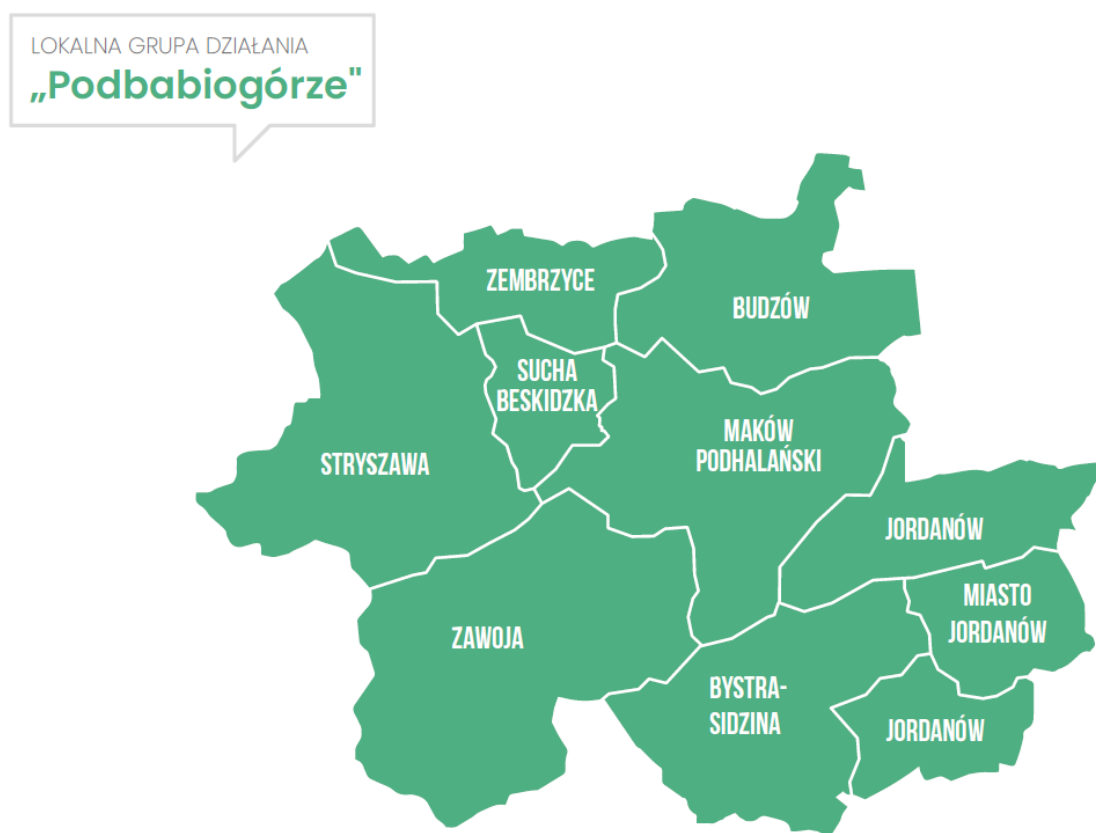 LOKALNA GRUPA DZIAŁANIA
„Podbabiogórze"
ZEMBRZYCE
BUDZÓW
SUCHA
BESKIDZKA
MAKÓW
PODHALAŃSKI
STRYSZAWA
JORDANÓW
MIASTO
JORDANÓW
ZAWOJA
BYSTRA-
SIDZINA
JORDANÓW